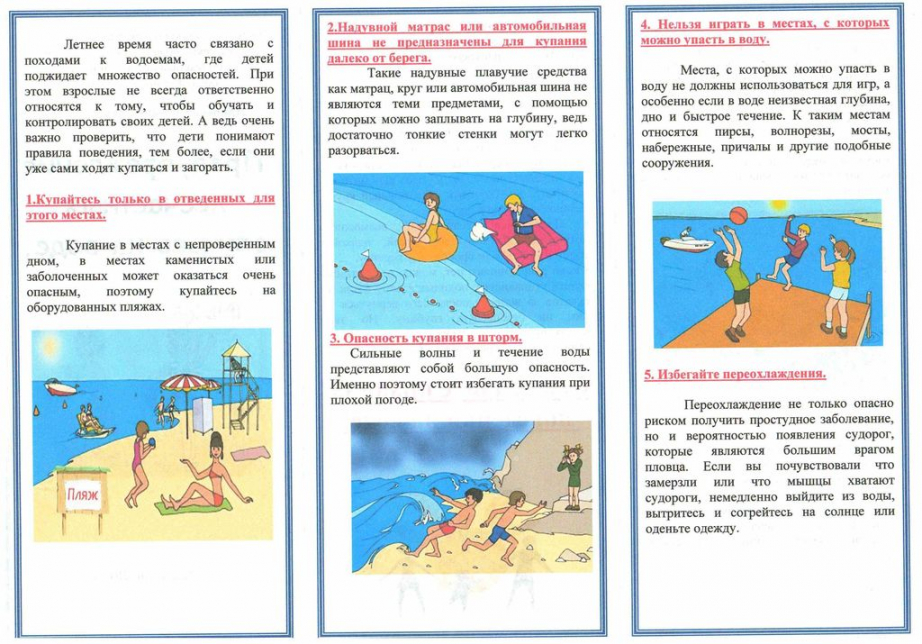 Летнее время часто связано с
походами к водоемам, где детей
поджидает множество опасностей. При
этом взрослые не всегда ответственно
относятся к тому, чтобы обучать и
контролировать своих детей. А ведь очень
важно проверить, что дети понимают
правила поведения, тем более, если они
уже сами ходят купаться и загорать.
1.Купайтесь только в отведенных для
этого местах.
Купание в местах с непроверенным
дном, в местах каменистых или
заболоченных может оказаться очень
опасным, поэтому купайтесь на
оборудованных пляжах.
Пляж
2.Надувной матрас или автомобильная
шина не предназначены для купания
далеко от берега.
Такие надувные плавучие средства
как матрац, круг или автомобильная шина не
являются теми предметами, с помощью
которых можно заплывать на глубину, ведь
достаточно тонкие стенки могут легко
разорваться.
3. Опасность купания в шторм.
Сильные волны и течение воды
представляют собой большую опасность.
Именно поэтому стоит избегать купания при
плохой погоде.
4. Нельзя играть в местах, с которых
можно упасть в воду.
Места, с которых можно упасть в
воду не должны использоваться для игр, а
особенно если в воде неизвестная глубина,
дно и быстрое течение. К таким местам
относятся пирсы, волнорезы, мосты,
набережные, причалы и другие подобные
сооружения.
5. Избегайте переохлаждения.
Переохлаждение не только опасно
риском получить простудное заболевание,
но и вероятностью появления судорог,
которые являются большим врагом
пловца. Если вы почувствовали что
замерзли или что мышцы хватают
судороги, немедленно выйдите из воды,
вытритесь и согрейтесь на солнце или
оденьте одежду.